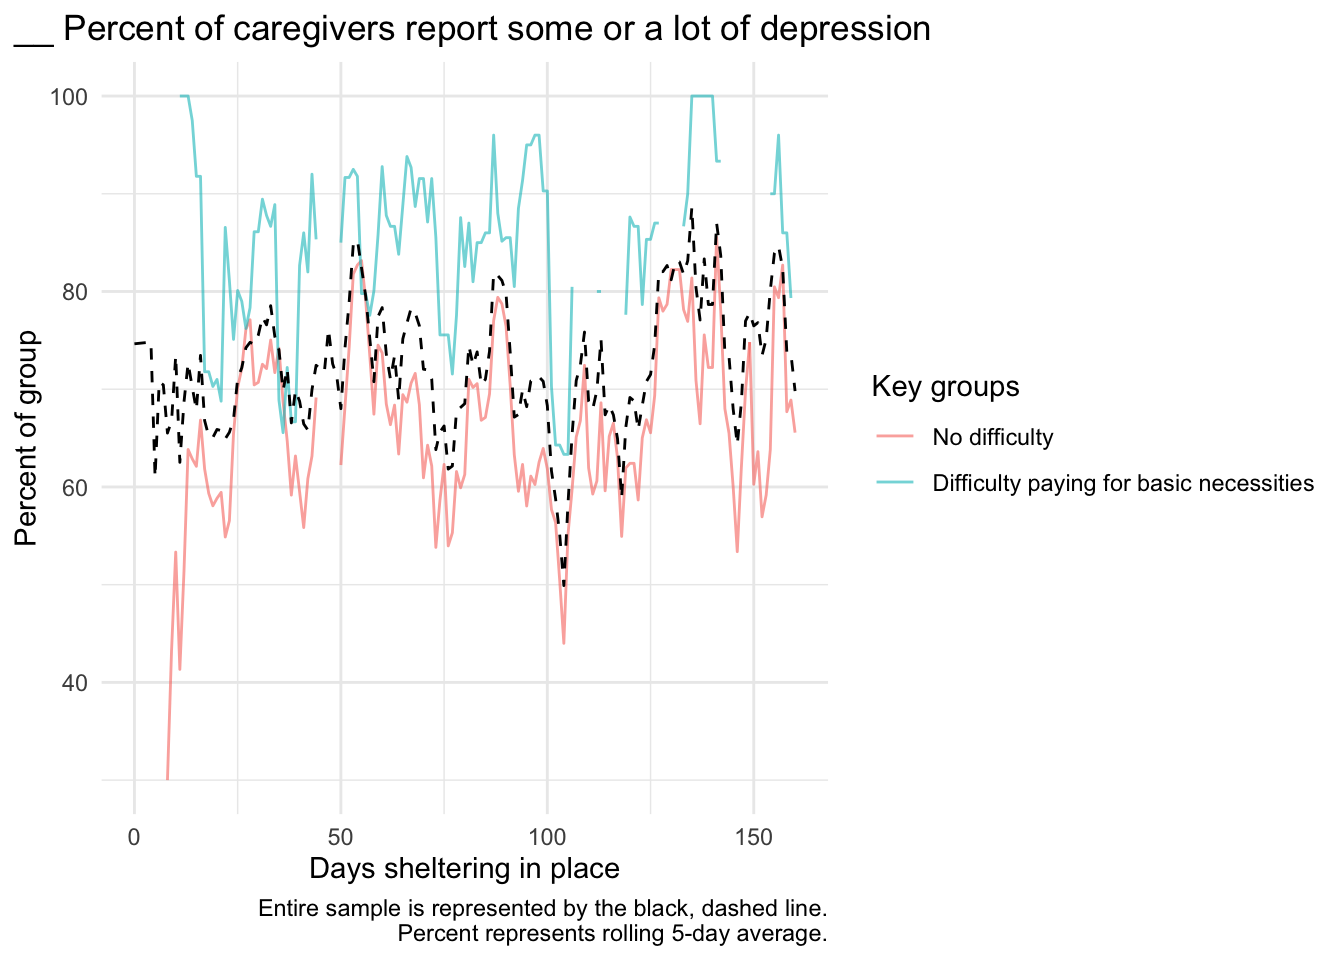 __ Percent of caregivers report some or a lot of depression
100
80
60
40
Percent of group
0
50
100
150
Days sheltering in place
Key groups
No difficulty
Difficulty paying for basic necessities
Entire sample is represented by the black, dashed line.
Percent represents rolling 5-day average.